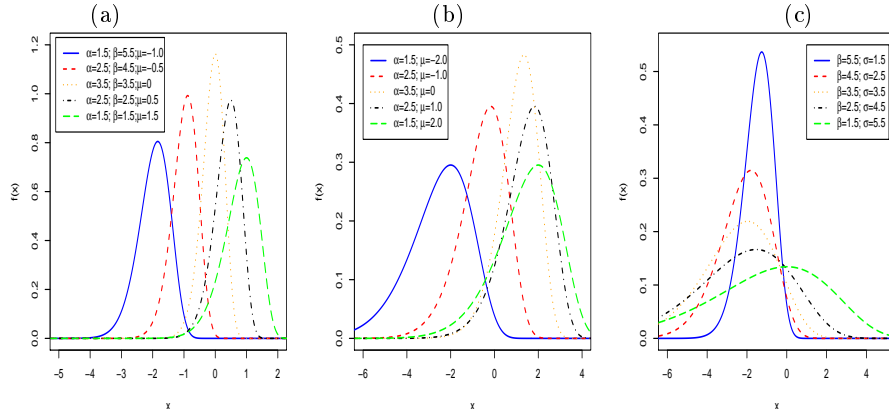 (a)
α=1.5; β=5.5;μ=−1.0
α=2.5; β=4.5;μ=−0.5
α=3.5; β=3.5;μ=0
α=2.5; β=2.5;μ=0.5
α=1.5; β=1.5;μ=1.5
f(x)
0.0
0.2
0.4
0.6
0.8
1.0
1.2
−5 −4 −3 −2 −1 0 1 2
x
(b)
α=1.5; μ=−2.0
α=2.5; μ=−1.0
α=3.5; μ=0
α=2.5; μ=1.0
α=1.5; μ=2.0
f(x)
0.0
0.1
0.2
0.3
0.4
0.5
−6 −4 −2 0 2 4
x
(c)
β=5.5; σ=1.5
β=4.5; σ=2.5
β=3.5; σ=3.5
β=2.5; σ=4.5
β=1.5; σ=5.5
f(x)
0.0
0.1
0.2
0.3
0.4
0.5
−6 −4 −2 0 2 4
x